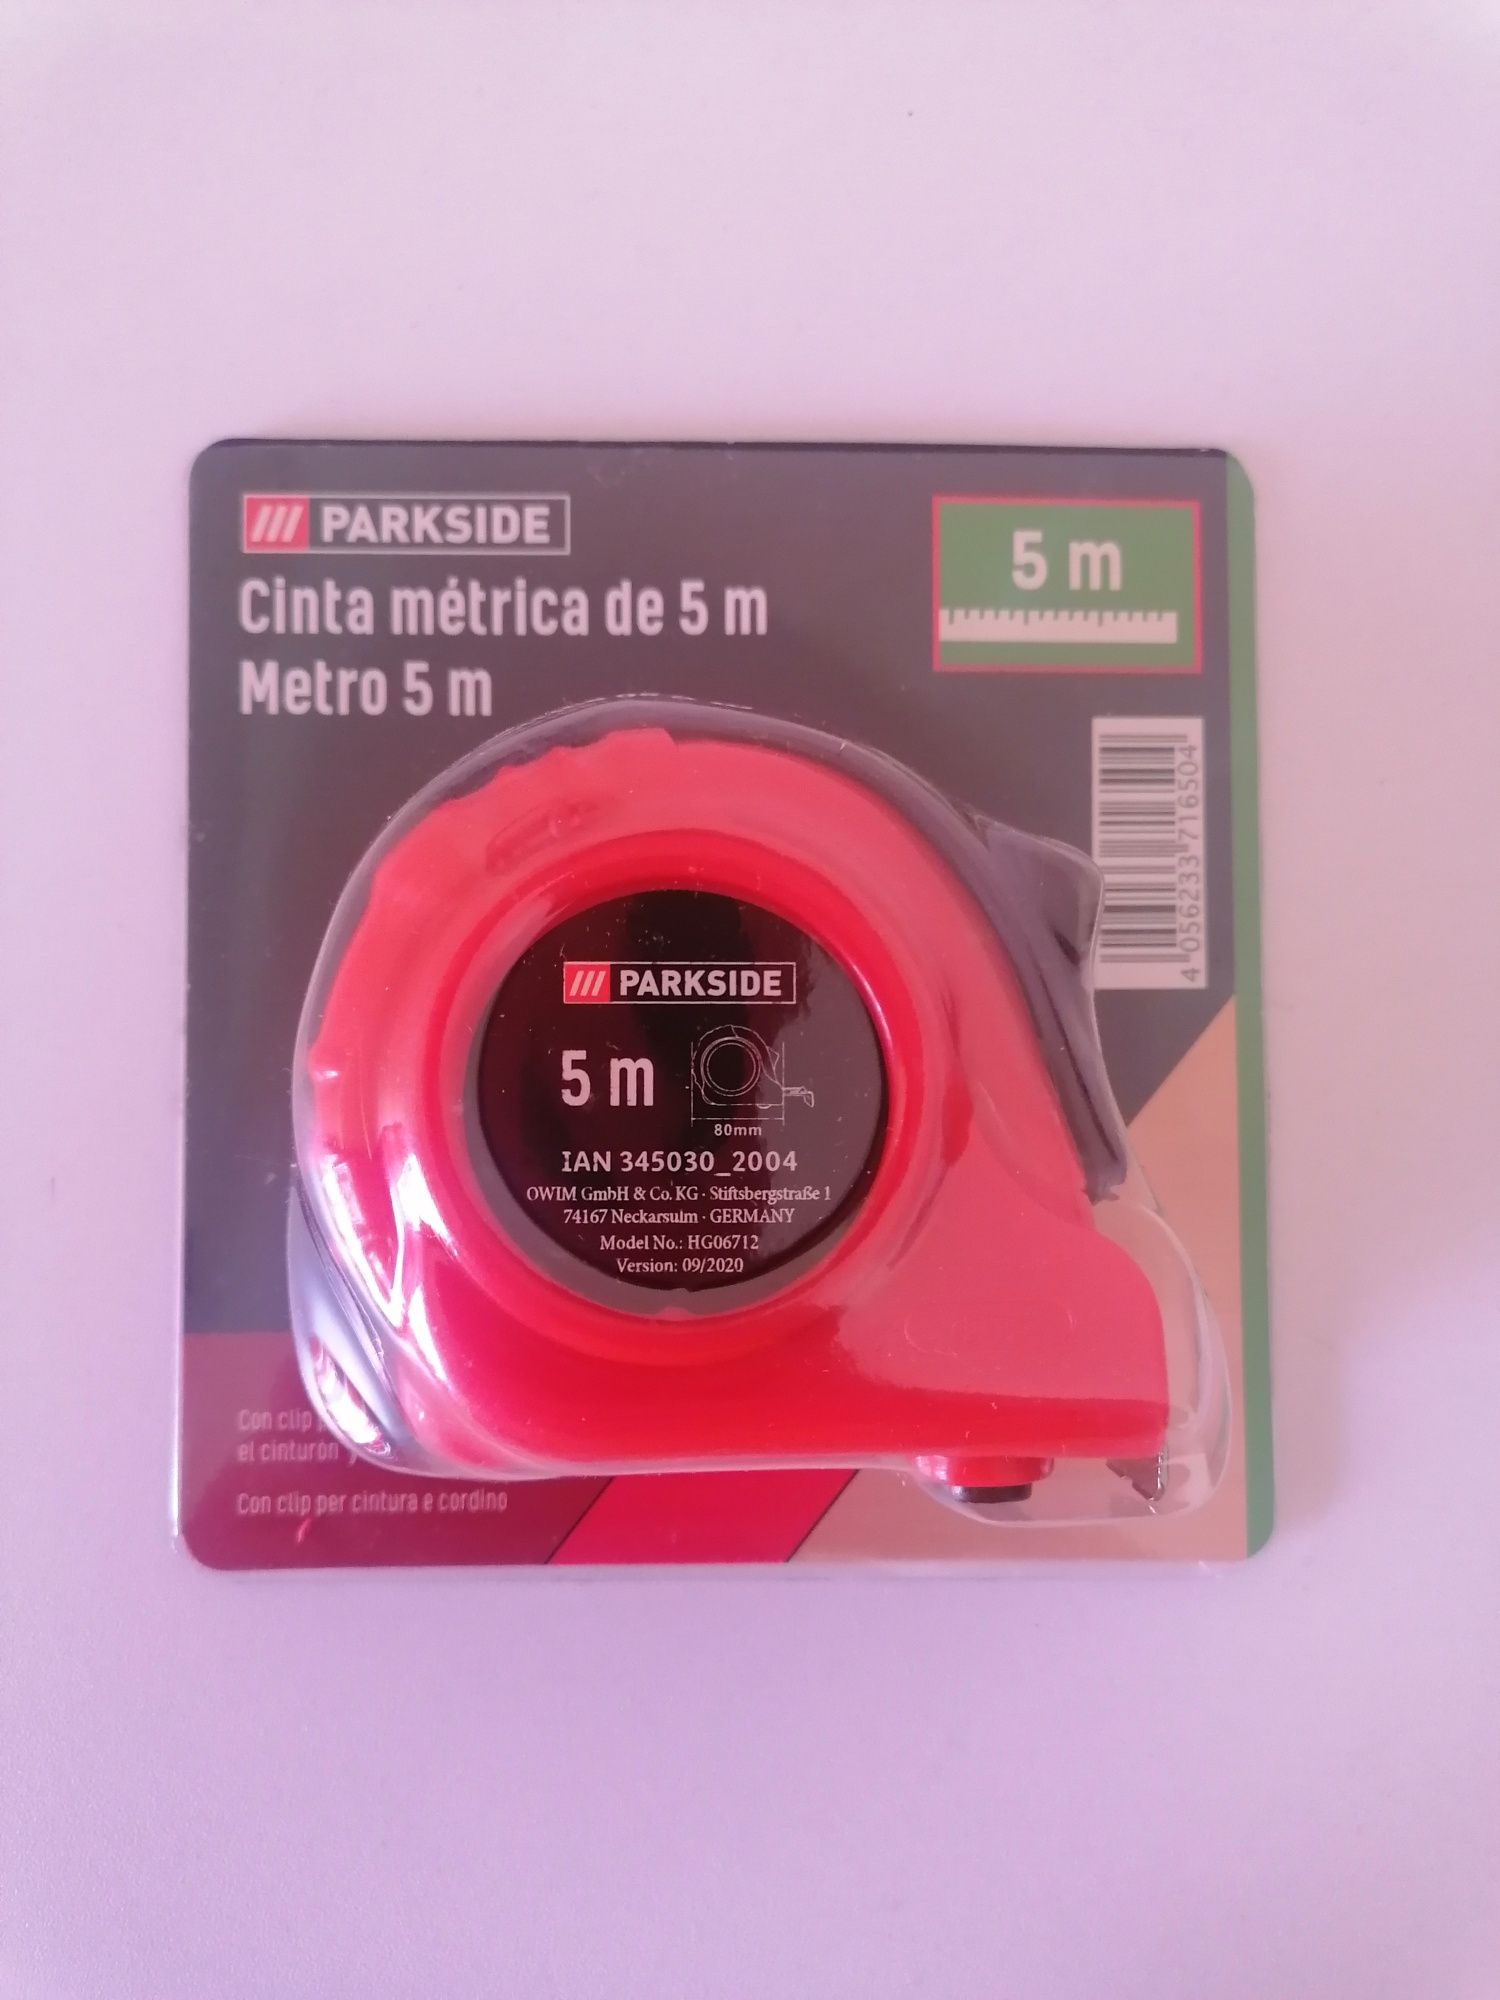 PARKSIDE
Cinta métrica de 5 m
Metro 5 m
5 m
4 056233 716504
PARKSIDE
5 m
80mm
IAN 345030_2004
OWIM GmbH & Co. KG · Stiftsbergstraße 1
74167 Neckarsulm · GERMANY
Model No.: HG06712
Version: 09/2020
Con clip
el cinturón y
Con clip per cintura e cordino